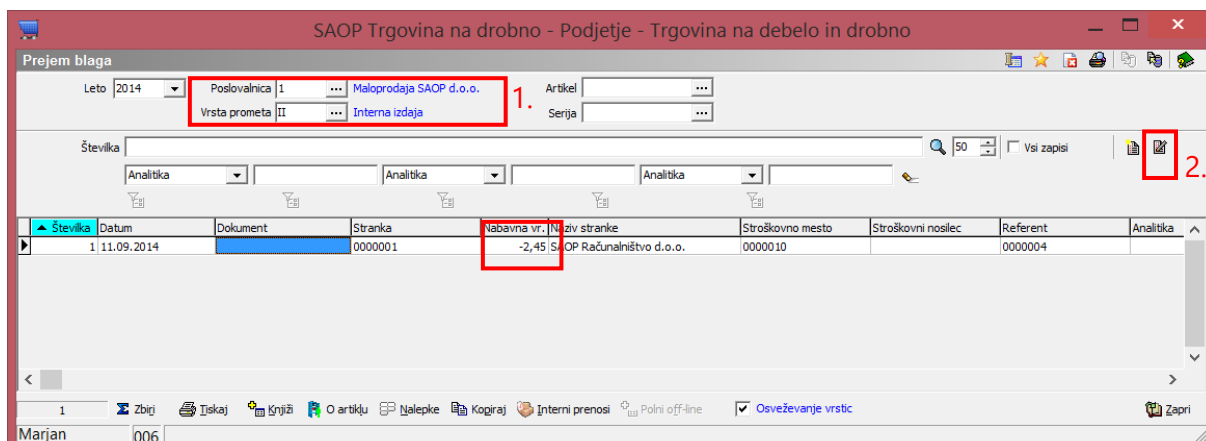 SAOP Trgovina na drobno - Podjetje - Trgovina na debelo in drobno
Prejem blaga
Leto 2014 Poslovalnica 1 ... Maloprodaja SAOP d.o.o. 1. Artikel ...
Vrsta prometa II ... Interna izdaja Serija ...
Številka 50 Vsi zapisi 2.
Analitika Analitika Analitika
Številka Datum Dokument Stranka Nabavna vr. Naziv stranke Stroškovno mesto Stroškovni nosilec Referent Analitika
1 11.09.2014 0000001 -2,45 SAOP Računalništvo d.o.o. 0000010 0000004
1 Zbirj Tiskaj Knjiži O artiklu Nalepke Kopiraj Interni prenosi Polni off-line Osveževanje vrstic Zapri
Marjan 006